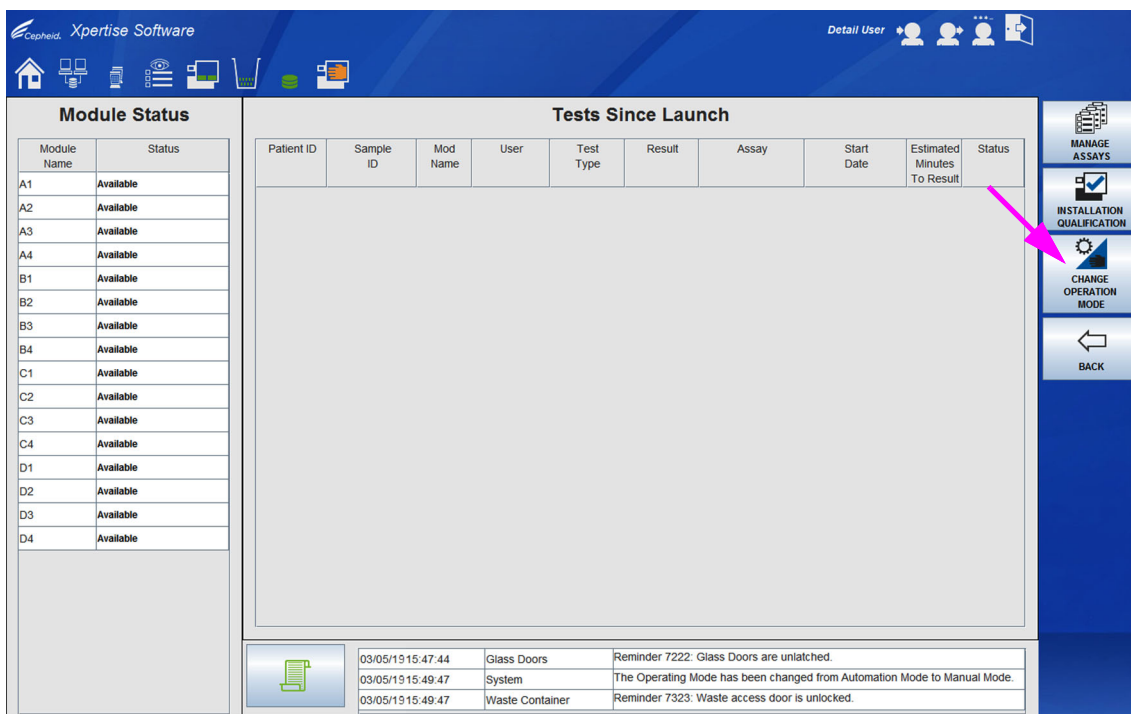 Cepheid. Xpertise Software
Detail User
Module Status
Tests Since Launch
Module Name
Status
Patient ID
Sample ID
Mod Name
User
Test Type
Result
Assay
Start Date
Estimated Minutes To Result
Status
A1 Available
A2 Available
A3 Available
A4 Available
B1 Available
B2 Available
B3 Available
B4 Available
C1 Available
C2 Available
C3 Available
C4 Available
D1 Available
D2 Available
D3 Available
D4 Available
MANAGE
ASSAYS
INSTALLATION
QUALIFICATION
CHANGE
OPERATION
MODE
BACK
03/05/19 15:47:44 Glass Doors Reminder 7222: Glass Doors are unlatched.
03/05/19 15:49:47 System The Operating Mode has been changed from Automation Mode to Manual Mode.
03/05/19 15:49:47 Waste Container Reminder 7323: Waste access door is unlocked.